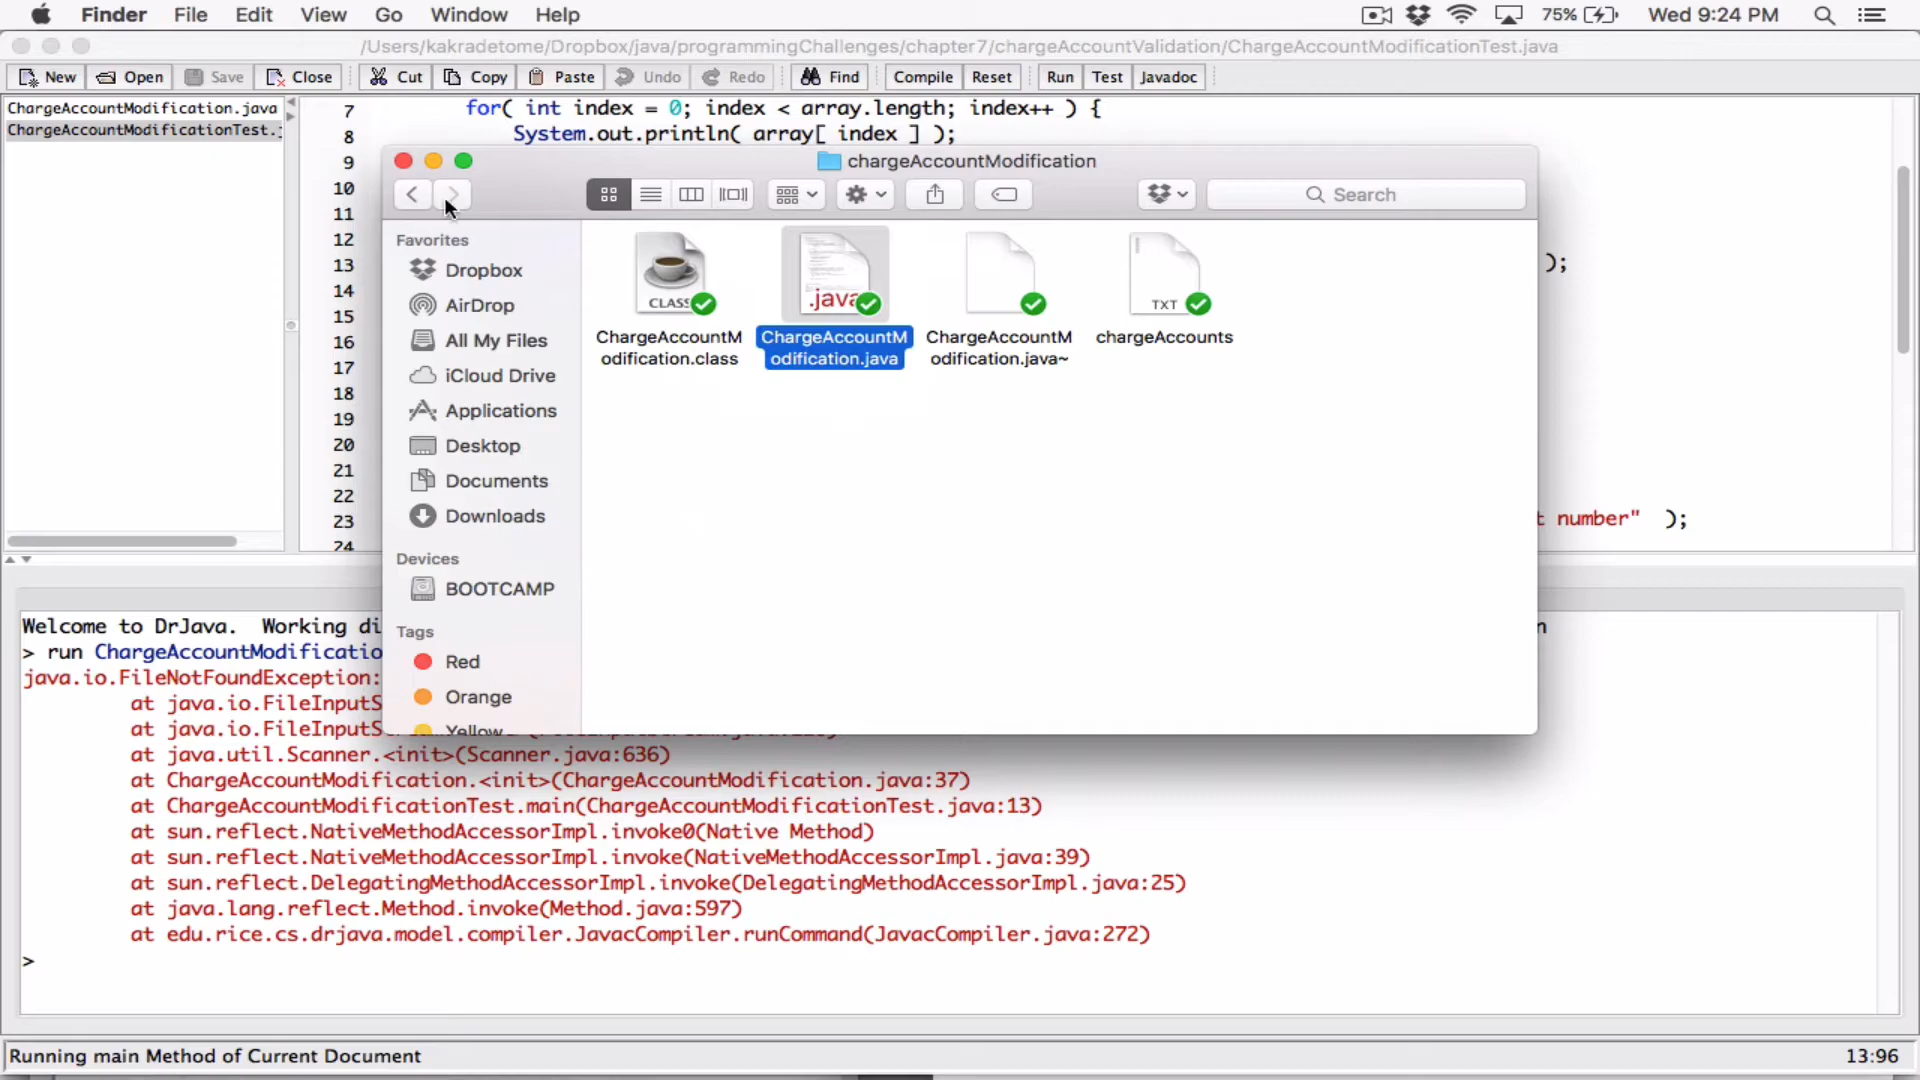 Finder File Edit View Go Window Help 75% Wed 9:24 PM
/Users/kakradetome/Dropbox/java/programmingChallenges/chapter7/chargeAccountValidation/ChargeAccountModificationTest.java
New Open Save Close Cut Copy Paste Undo Redo Find Compile Reset Run Test Javadoc
ChargeAccountModification.java
ChargeAccountModificationTest.j
7 for( int index = 0; index < array.length; index++ ) {
8 System.out.println( array[ index ] );
9
10
11
12
13 );
14
15
16
17
18
19
20
21
22
23 t number" );
24
chargeAccountModification
Search
Favorites
Dropbox
AirDrop
All My Files
iCloud Drive
Applications
Desktop
Documents
Downloads
Devices
BOOTCAMP
Tags
Red
Orange
Yellow
CLASS
ChargeAccountM
odification.class
.java
ChargeAccountM
odification.java
ChargeAccountM
odification.java~
TXT
chargeAccounts
Welcome to DrJava. Working di n
> run ChargeAccountModificatio
java.io.FileNotFoundException:
at java.io.FileInputS
at java.io.FileInputS
at java.util.Scanner.<init>(Scanner.java:636)
at ChargeAccountModification.<init>(ChargeAccountModification.java:37)
at ChargeAccountModificationTest.main(ChargeAccountModificationTest.java:13)
at sun.reflect.NativeMethodAccessorImpl.invoke0(Native Method)
at sun.reflect.NativeMethodAccessorImpl.invoke(NativeMethodAccessorImpl.java:39)
at sun.reflect.DelegatingMethodAccessorImpl.invoke(DelegatingMethodAccessorImpl.java:25)
at java.lang.reflect.Method.invoke(Method.java:597)
at edu.rice.cs.drjava.model.compiler.JavacCompiler.runCommand(JavacCompiler.java:272)
>
Running main Method of Current Document 13:96